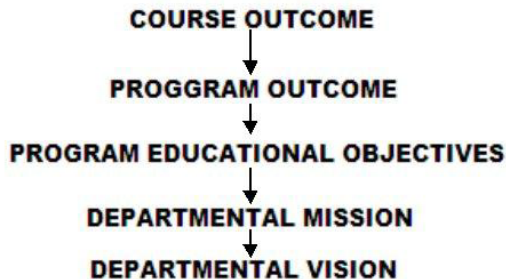 COURSE OUTCOME
PROGGRAM OUTCOME
PROGRAM EDUCATIONAL OBJECTIVES
DEPARTMENTAL MISSION
DEPARTMENTAL VISION